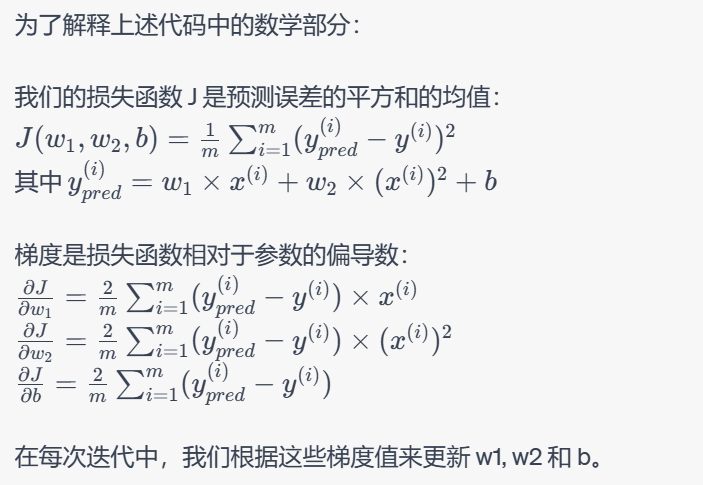 为了解释上述代码中的数学部分：
我们的损失函数 J 是预测误差的平方和的均值：
$J(w_1, w_2, b) = \frac{1}{m} \sum_{i=1}^{m} (y_{pred}^{(i)} - y^{(i)})^2$
其中 $y_{pred}^{(i)} = w_1 \times x^{(i)} + w_2 \times (x^{(i)})^2 + b$
梯度是损失函数相对于参数的偏导数：
$\frac{\partial J}{\partial w_1} = \frac{2}{m} \sum_{i=1}^{m} (y_{pred}^{(i)} - y^{(i)}) \times x^{(i)}$
$\frac{\partial J}{\partial w_2} = \frac{2}{m} \sum_{i=1}^{m} (y_{pred}^{(i)} - y^{(i)}) \times (x^{(i)})^2$
$\frac{\partial J}{\partial b} = \frac{2}{m} \sum_{i=1}^{m} (y_{pred}^{(i)} - y^{(i)})$
在每次迭代中，我们根据这些梯度值来更新 w1, w2 和 b。